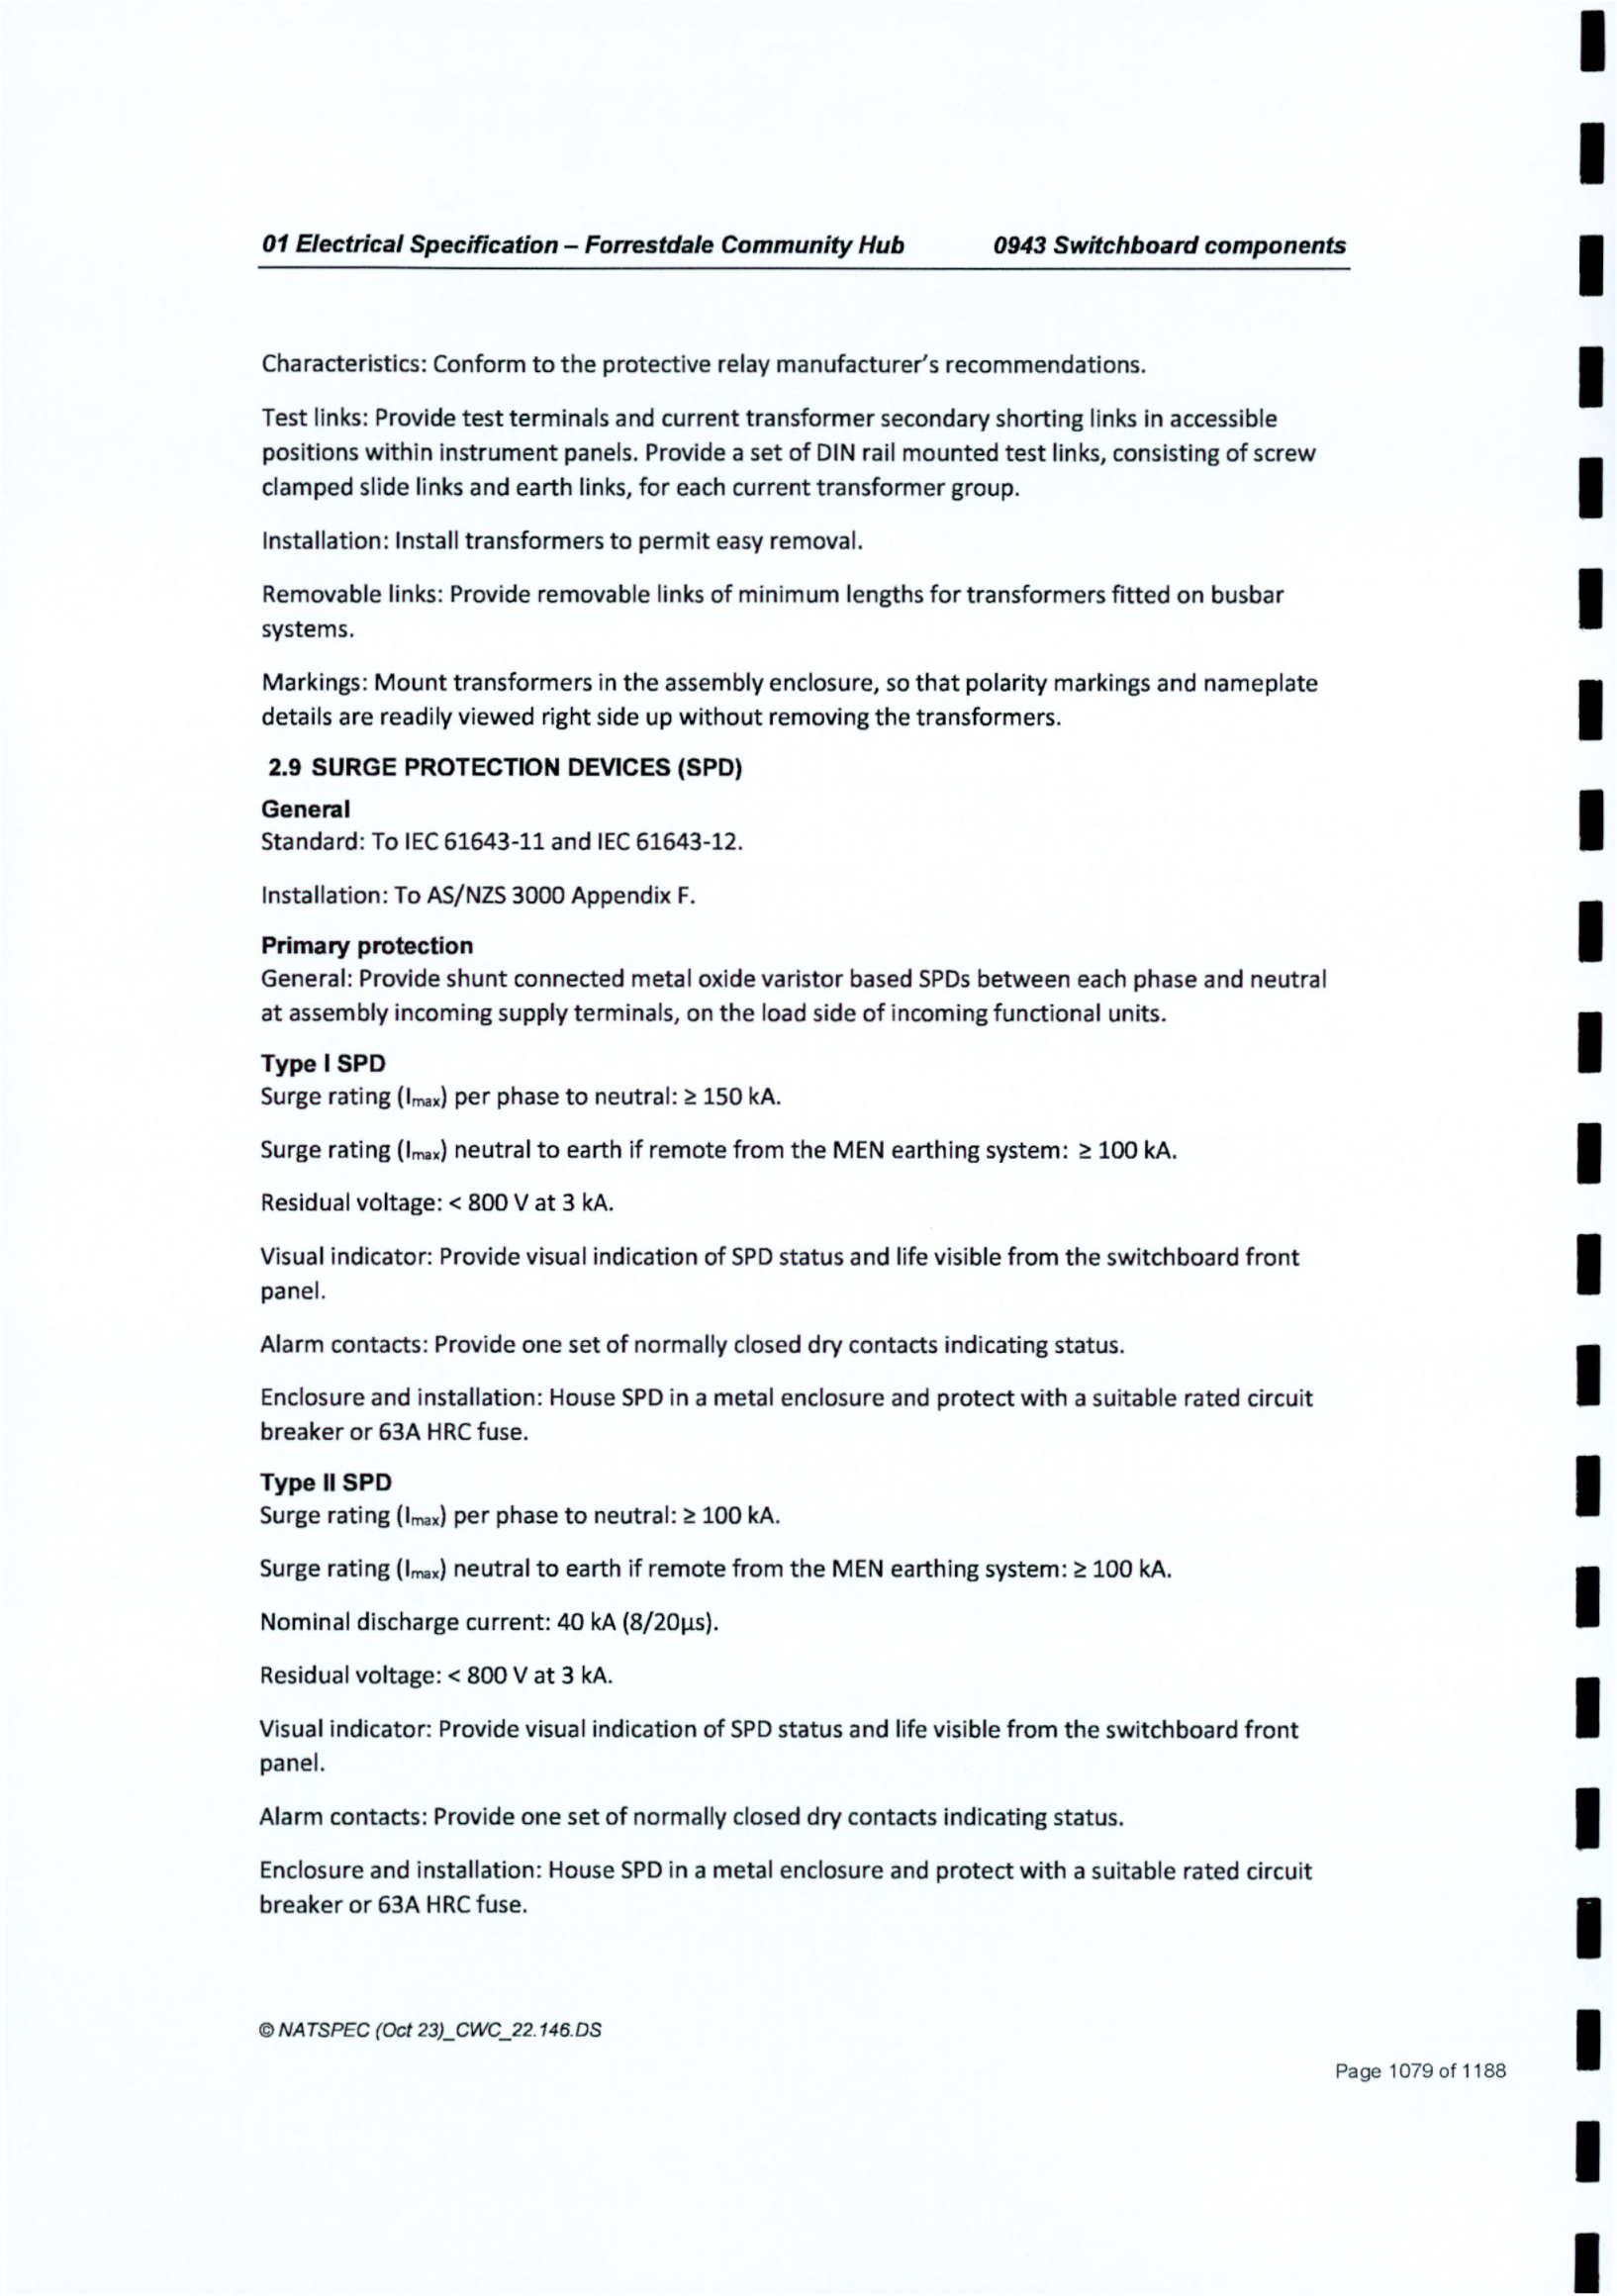 01 Electrical Specification – Forrestdale Community Hub 0943 Switchboard components
Characteristics: Conform to the protective relay manufacturer's recommendations.
Test links: Provide test terminals and current transformer secondary shorting links in accessible
positions within instrument panels. Provide a set of DIN rail mounted test links, consisting of screw
clamped slide links and earth links, for each current transformer group.
Installation: Install transformers to permit easy removal.
Removable links: Provide removable links of minimum lengths for transformers fitted on busbar
systems.
Markings: Mount transformers in the assembly enclosure, so that polarity markings and nameplate
details are readily viewed right side up without removing the transformers.
2.9 SURGE PROTECTION DEVICES (SPD)
General
Standard: To IEC 61643-11 and IEC 61643-12.
Installation: To AS/NZS 3000 Appendix F.
Primary protection
General: Provide shunt connected metal oxide varistor based SPDs between each phase and neutral
at assembly incoming supply terminals, on the load side of incoming functional units.
Type I SPD
Surge rating (Imax) per phase to neutral: ≥ 150 kA.
Surge rating (Imax) neutral to earth if remote from the MEN earthing system: ≥ 100 kA.
Residual voltage: < 800 V at 3 kA.
Visual indicator: Provide visual indication of SPD status and life visible from the switchboard front
panel.
Alarm contacts: Provide one set of normally closed dry contacts indicating status.
Enclosure and installation: House SPD in a metal enclosure and protect with a suitable rated circuit
breaker or 63A HRC fuse.
Type II SPD
Surge rating (Imax) per phase to neutral: ≥ 100 kA.
Surge rating (Imax) neutral to earth if remote from the MEN earthing system: ≥ 100 kA.
Nominal discharge current: 40 kA (8/20µs).
Residual voltage: < 800 V at 3 kA.
Visual indicator: Provide visual indication of SPD status and life visible from the switchboard front
panel.
Alarm contacts: Provide one set of normally closed dry contacts indicating status.
Enclosure and installation: House SPD in a metal enclosure and protect with a suitable rated circuit
breaker or 63A HRC fuse.
© NATSPEC (Oct 23)_CWC_22.146.DS
Page 1079 of 1188